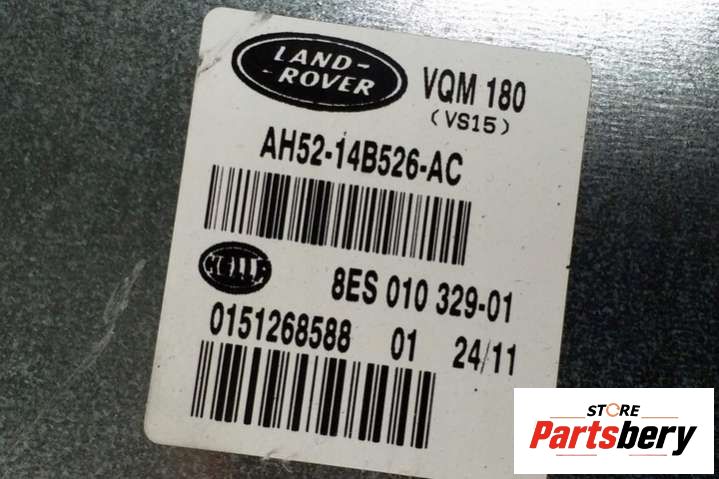 LAND-
-ROVER
VQM 180
(VS15)
AH52-14B526-AC
HELLA
8ES 010 329-01
0151268588 01 24/11
STORE
Partsbery